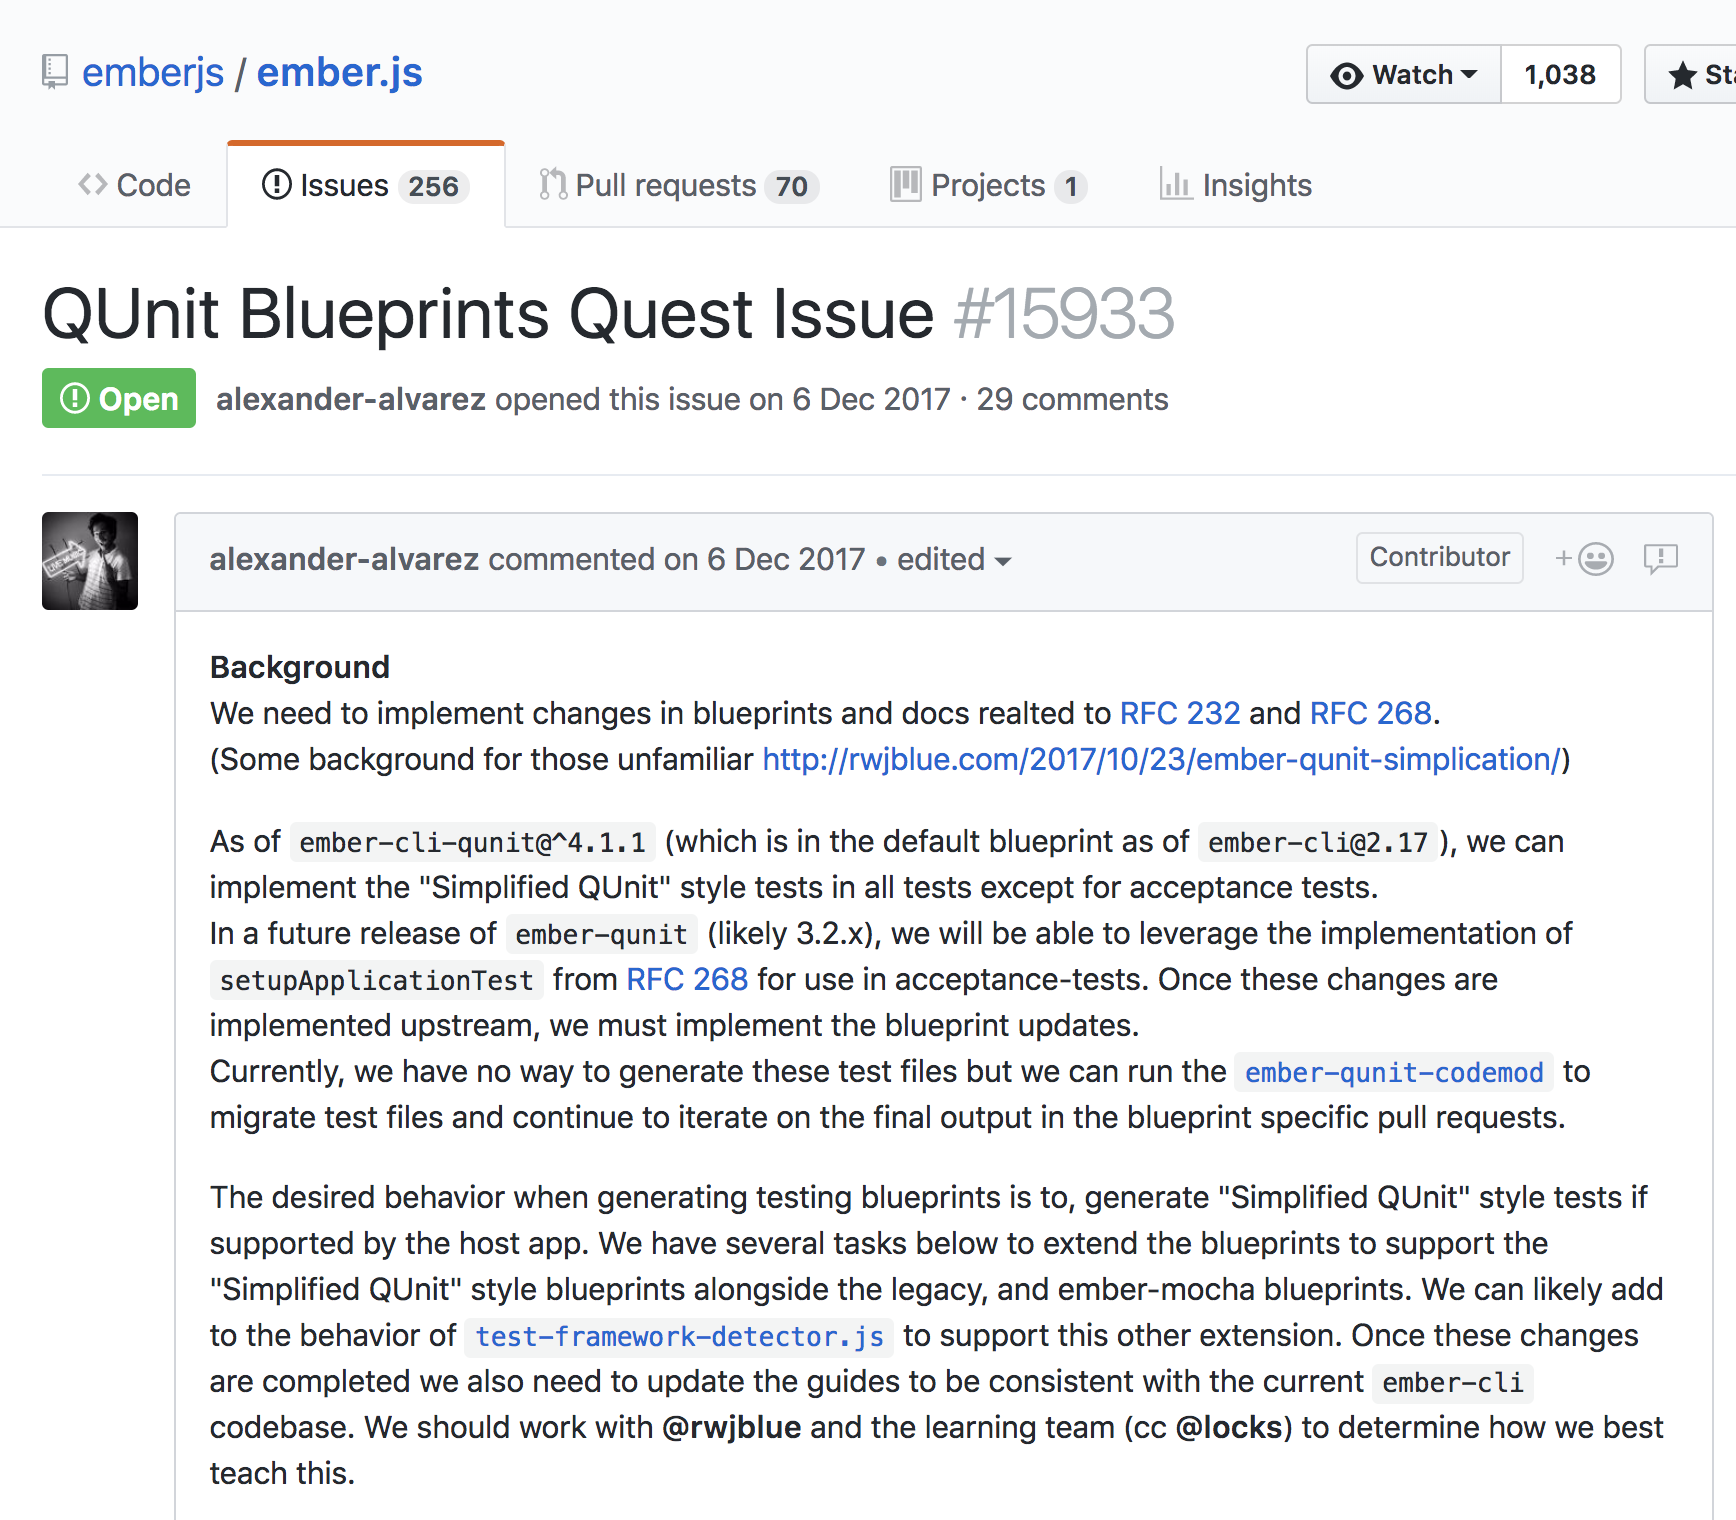 emberjs / ember.js
Watch 1,038
Code Issues 256 Pull requests 70 Projects 1 Insights
QUnit Blueprints Quest Issue #15933
Open alexander-alvarez opened this issue on 6 Dec 2017 · 29 comments
alexander-alvarez commented on 6 Dec 2017 • edited Contributor
Background
We need to implement changes in blueprints and docs realted to RFC 232 and RFC 268.
(Some background for those unfamiliar http://rwjblue.com/2017/10/23/ember-qunit-simplication/)
As of ember-cli-qunit@^4.1.1 (which is in the default blueprint as of ember-cli@2.17), we can
implement the "Simplified QUnit" style tests in all tests except for acceptance tests.
In a future release of ember-qunit (likely 3.2.x), we will be able to leverage the implementation of
setupApplicationTest from RFC 268 for use in acceptance-tests. Once these changes are
implemented upstream, we must implement the blueprint updates.
Currently, we have no way to generate these test files but we can run the ember-qunit-codemod to
migrate test files and continue to iterate on the final output in the blueprint specific pull requests.
The desired behavior when generating testing blueprints is to, generate "Simplified QUnit" style tests if
supported by the host app. We have several tasks below to extend the blueprints to support the
"Simplified QUnit" style blueprints alongside the legacy, and ember-mocha blueprints. We can likely add
to the behavior of test-framework-detector.js to support this other extension. Once these changes
are completed we also need to update the guides to be consistent with the current ember-cli
codebase. We should work with @rwjblue and the learning team (cc @locks) to determine how we best
teach this.